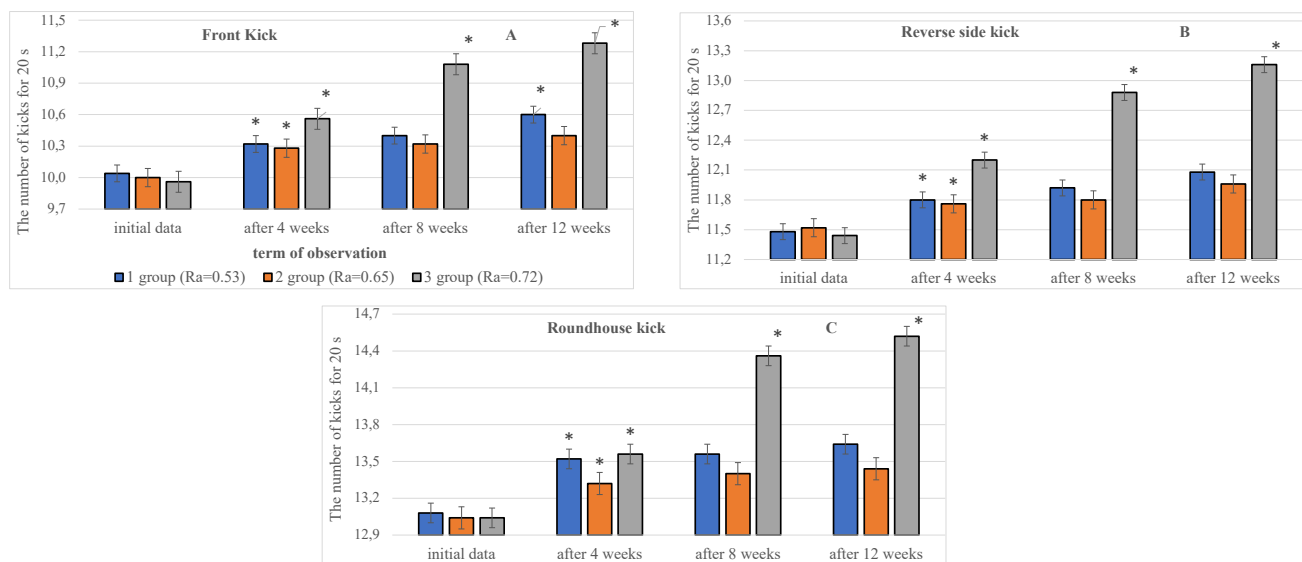 Front Kick A
The number of kicks for 20 s
11,5
11,2
10,9
10,6
10,3
10,0
9,7
* * *
*
* *
initial data after 4 weeks after 8 weeks after 12 weeks
term of observation
1 group (Ra=0.53) 2 group (Ra=0.65) 3 group (Ra=0.72)
Reverse side kick B
The number of kicks for 20 s
13,6
13,3
13,0
12,7
12,4
12,1
11,8
11,5
11,2
* * *
*
*
initial data after 4 weeks after 8 weeks after 12 weeks
Roundhouse kick C
The number of kicks for 20 s
14,7
14,4
14,1
13,8
13,5
13,2
12,9
* * *
*
*
initial data after 4 weeks after 8 weeks after 12 weeks